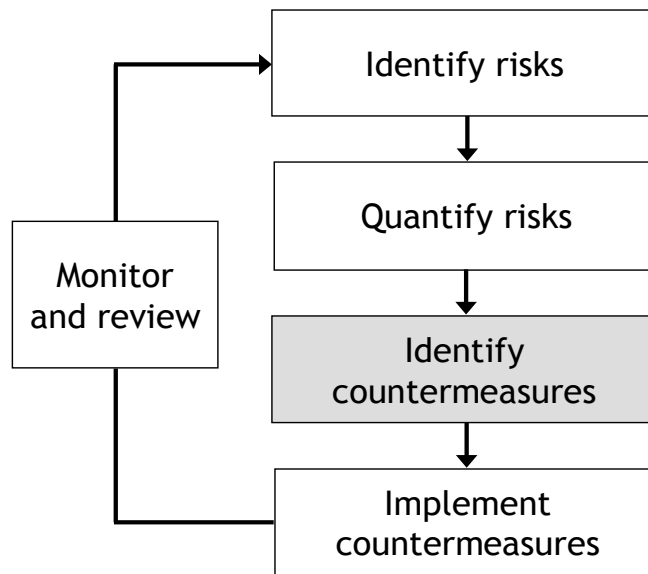 Identify risks
Quantify risks
Monitor
and review
Identify
countermeasures
Implement
countermeasures